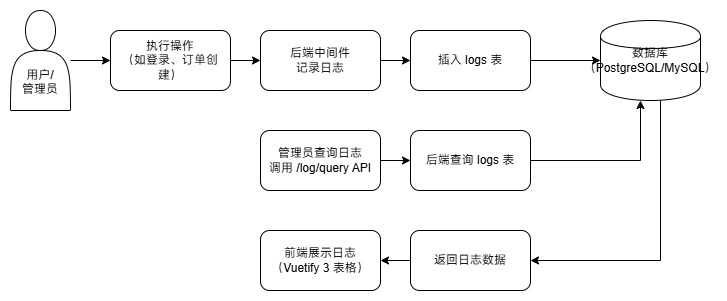 用户/
管理员
执行操作
（如登录、订单创
建）
后端中间件
记录日志
插入 logs 表
数据库
（PostgreSQL/MySQL）
管理员查询日志
调用 /log/query API
后端查询 logs 表
前端展示日志
（Vuetify 3 表格）
返回日志数据